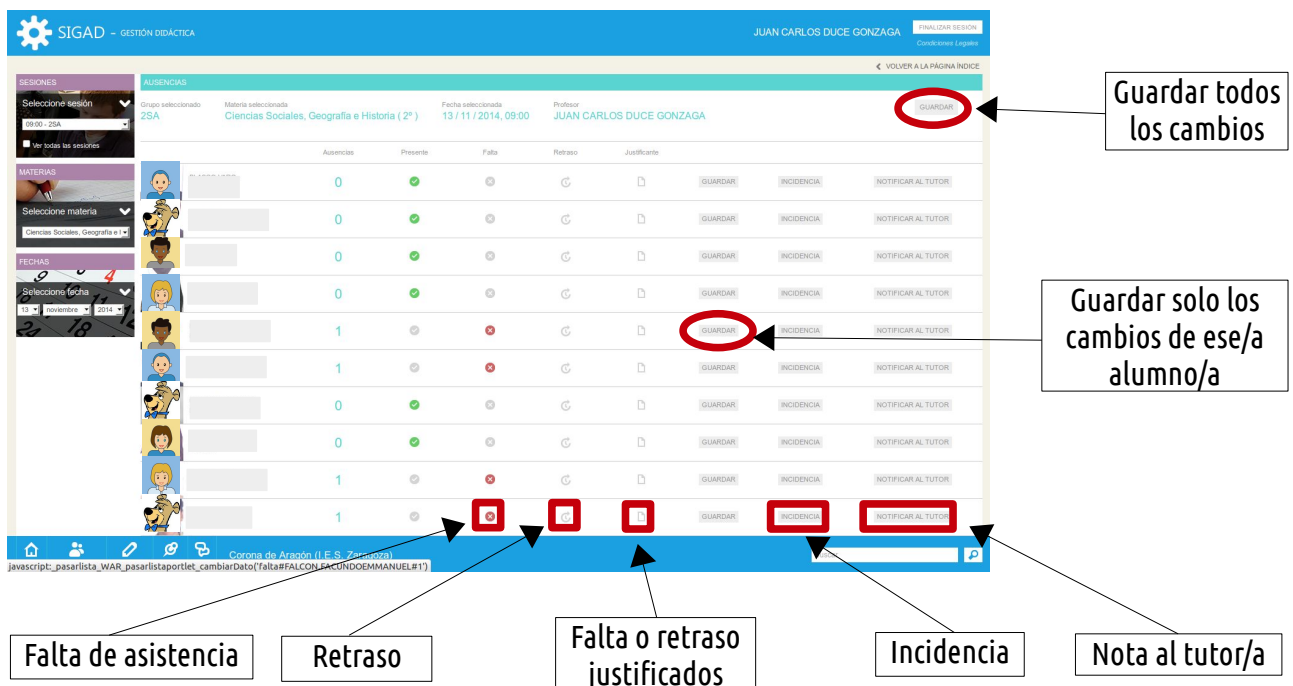 SIGAD – GESTIÓN DIDÁCTICA
JUAN CARLOS DUCE GONZAGA
FINALIZAR SESIÓN
Condiciones Legales
VOLVER A LA PÁGINA ÍNDICE
SESIONES
Seleccione sesión
09:00 - 2SA
Ver todas las sesiones
MATERIAS
Seleccione materia
Ciencias Sociales, Geografía e I
FECHAS
Seleccione fecha
13 noviembre 2014
AUSENCIAS
Grupo seleccionado Materia seleccionada Fecha seleccionada Profesor
2SA Ciencias Sociales, Geografía e Historia ( 2º ) 13 / 11 / 2014, 09:00 JUAN CARLOS DUCE GONZAGA
GUARDAR
Ausencias Presente Falta Retraso Justificante
0 GUARDAR INCIDENCIA NOTIFICAR AL TUTOR
0 GUARDAR INCIDENCIA NOTIFICAR AL TUTOR
0 GUARDAR INCIDENCIA NOTIFICAR AL TUTOR
0 GUARDAR INCIDENCIA NOTIFICAR AL TUTOR
1 GUARDAR INCIDENCIA NOTIFICAR AL TUTOR
1 GUARDAR INCIDENCIA NOTIFICAR AL TUTOR
0 GUARDAR INCIDENCIA NOTIFICAR AL TUTOR
0 GUARDAR INCIDENCIA NOTIFICAR AL TUTOR
1 GUARDAR INCIDENCIA NOTIFICAR AL TUTOR
1 GUARDAR INCIDENCIA NOTIFICAR AL TUTOR
Corona de Aragón (I.E.S. Zaragoza)
javascript:_pasarlista_WAR_pasarlistaportlet_cambiarDato('falta#FALCON,FACUNDOEMMANUEL#1')
Guardar todos
los cambios
Guardar solo los
cambios de ese/a
alumno/a
Falta de asistencia
Retraso
Falta o retraso
justificados
Incidencia
Nota al tutor/a